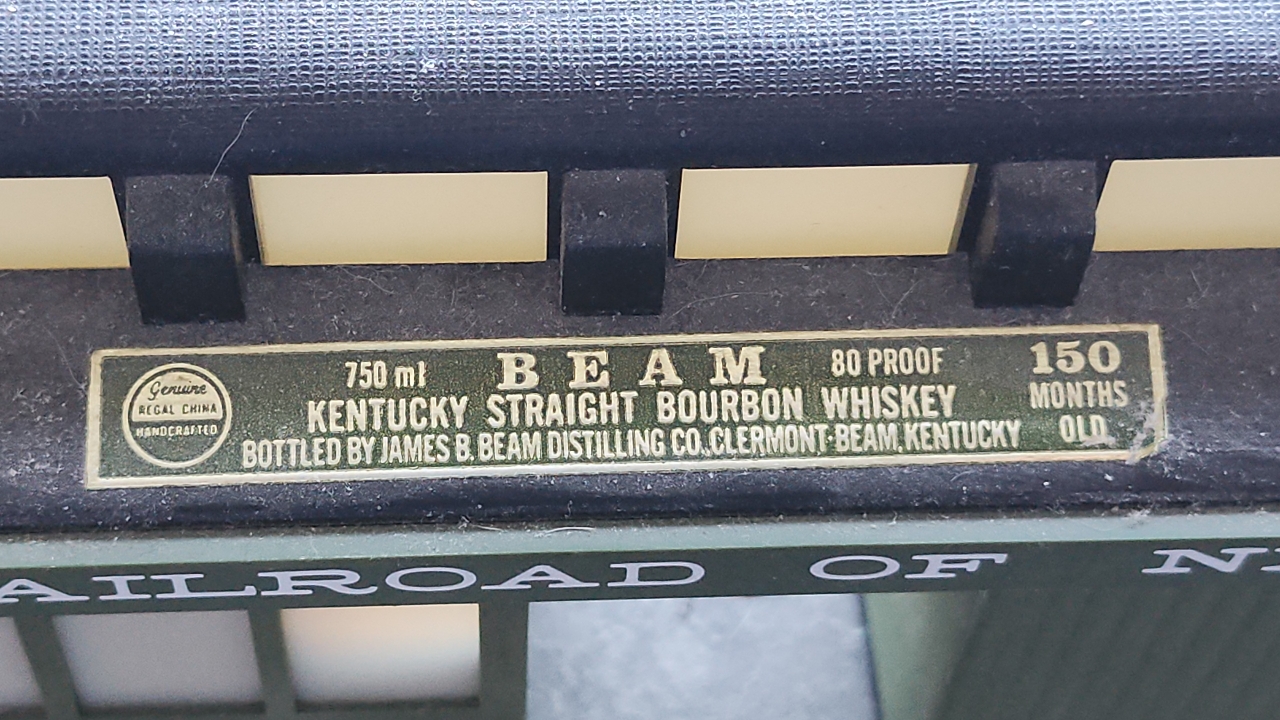 Genuine
REGAL CHINA
HANDCRAFTED
750 ml BEAM 80 PROOF
KENTUCKY STRAIGHT BOURBON WHISKEY
BOTTLED BY JAMES B. BEAM DISTILLING CO., CLERMONT·BEAM, KENTUCKY
150
MONTHS
OLD
AILROAD OF N